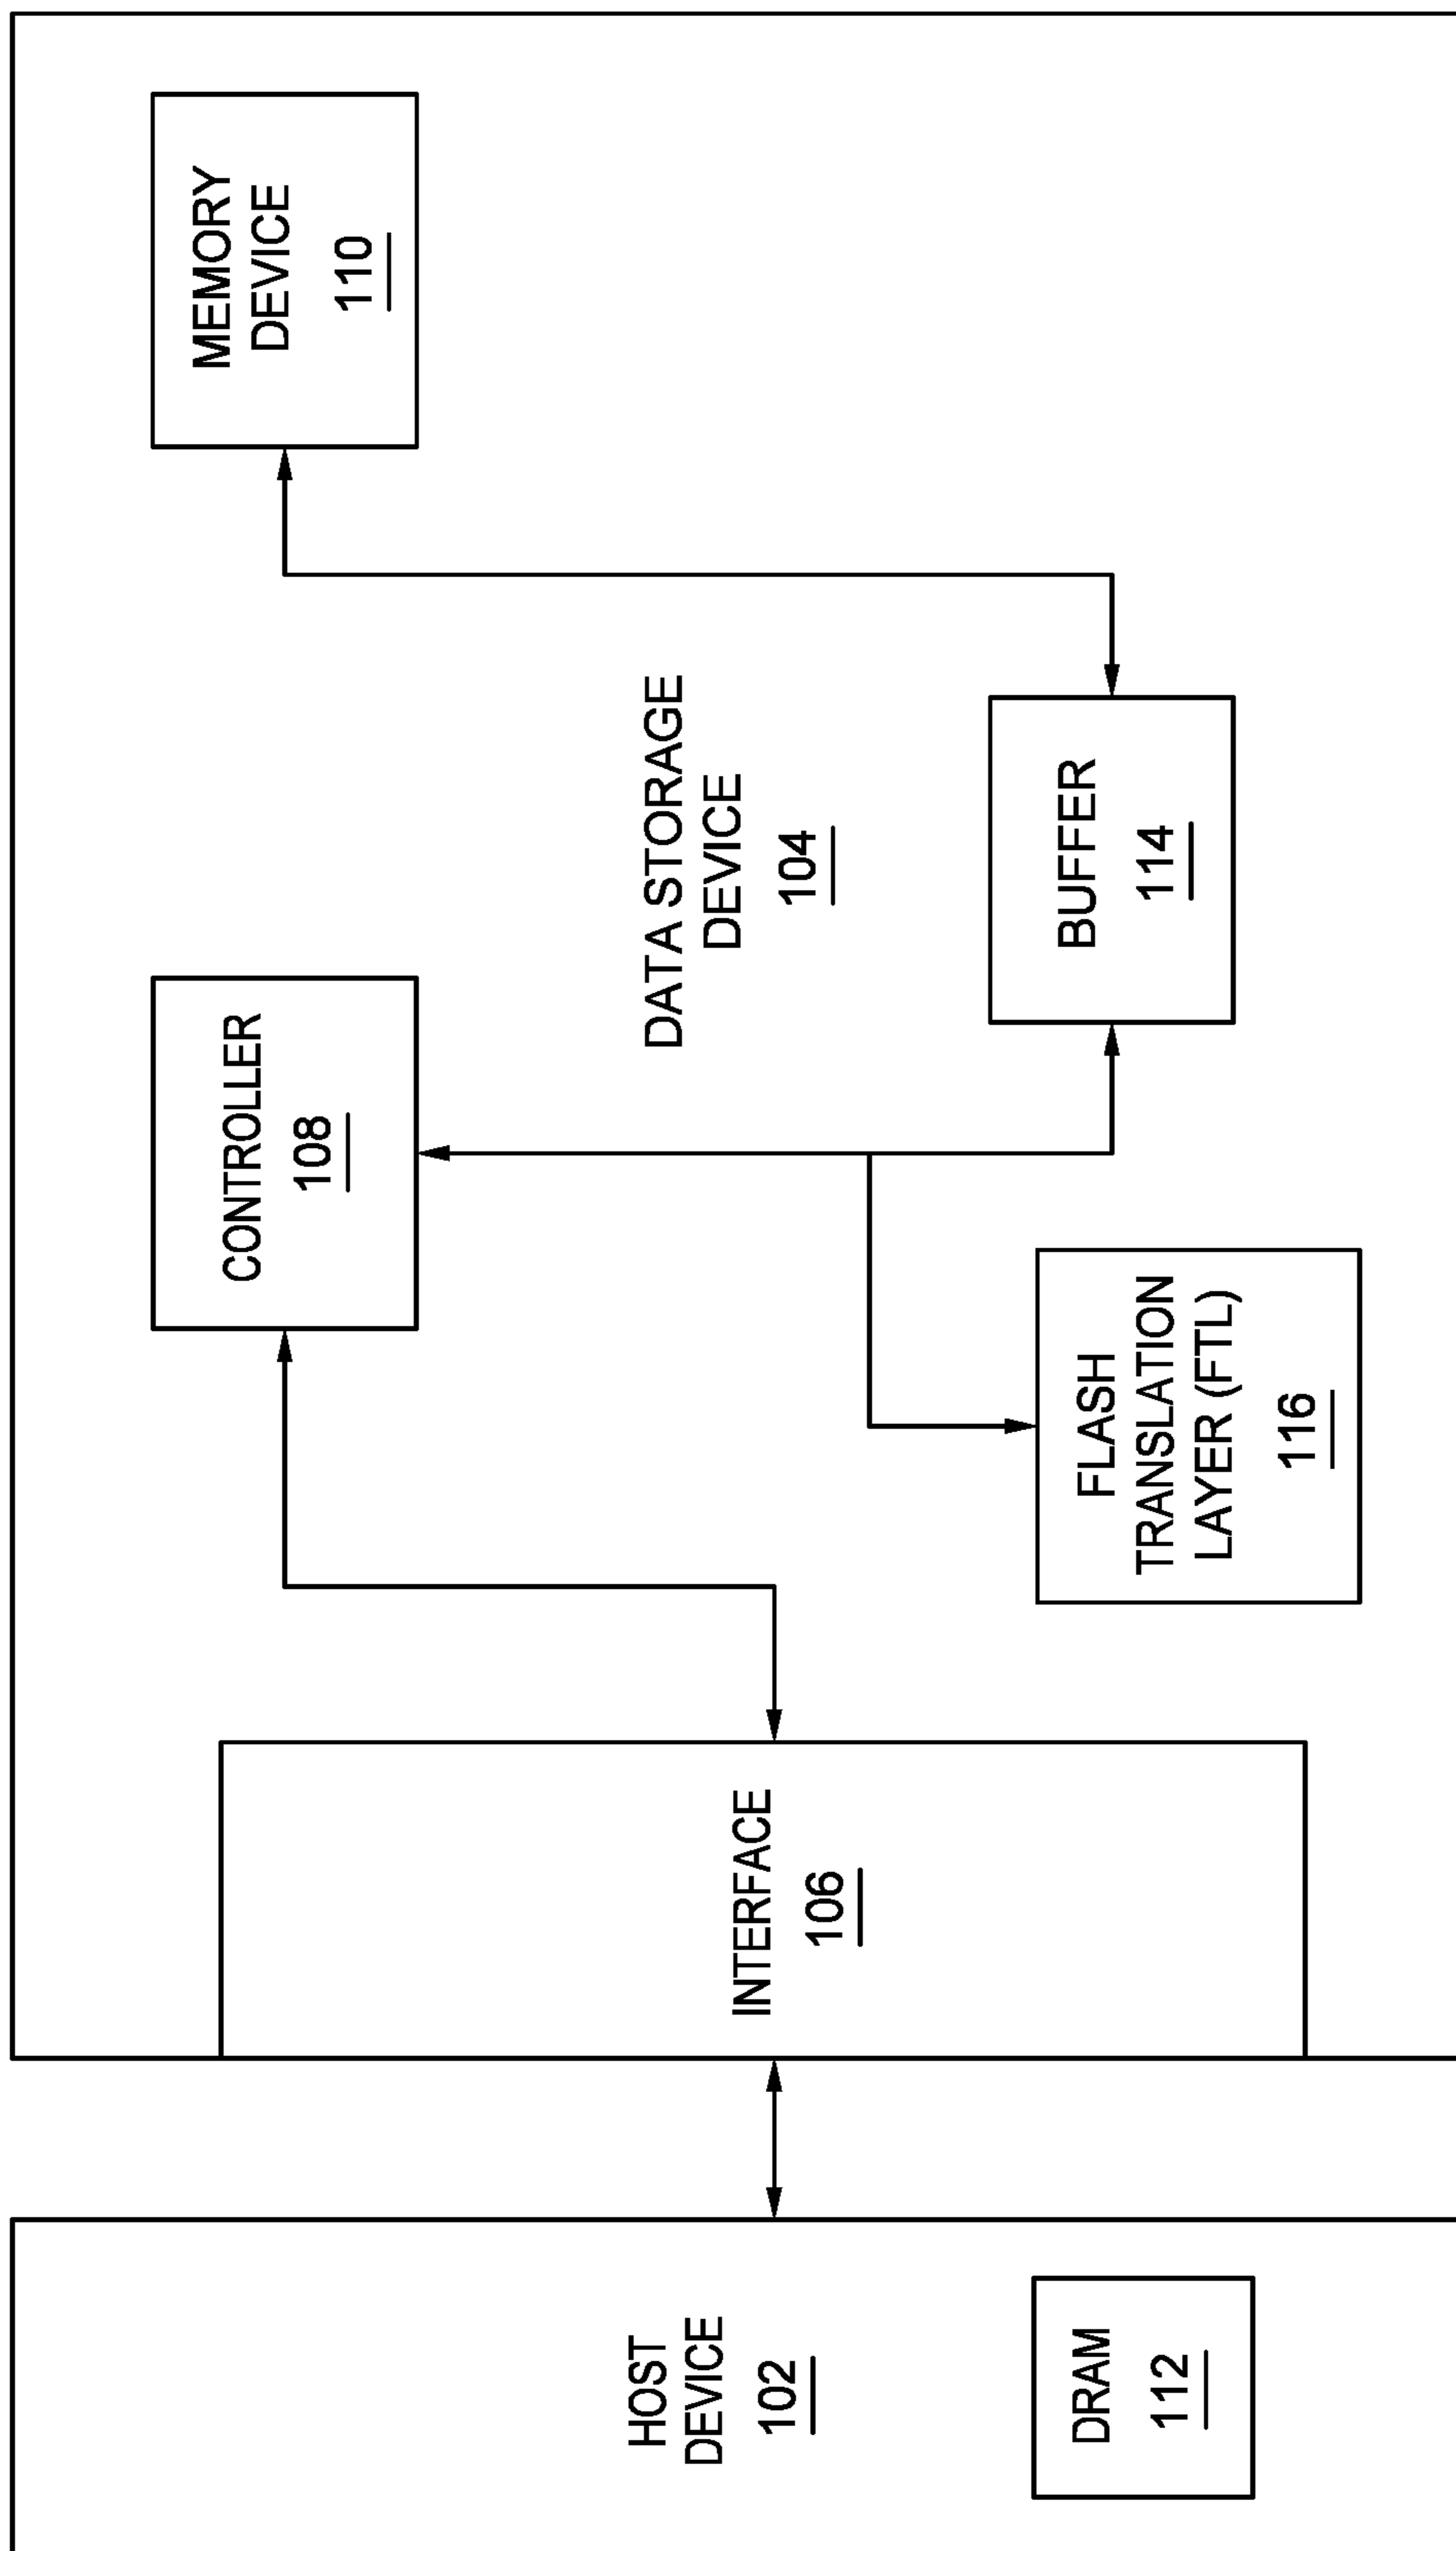 HOST
DEVICE
102
DRAM
112
INTERFACE
106
CONTROLLER
108
FLASH
TRANSLATION
LAYER (FTL)
116
DATA STORAGE
DEVICE
104
BUFFER
114
MEMORY
DEVICE
110